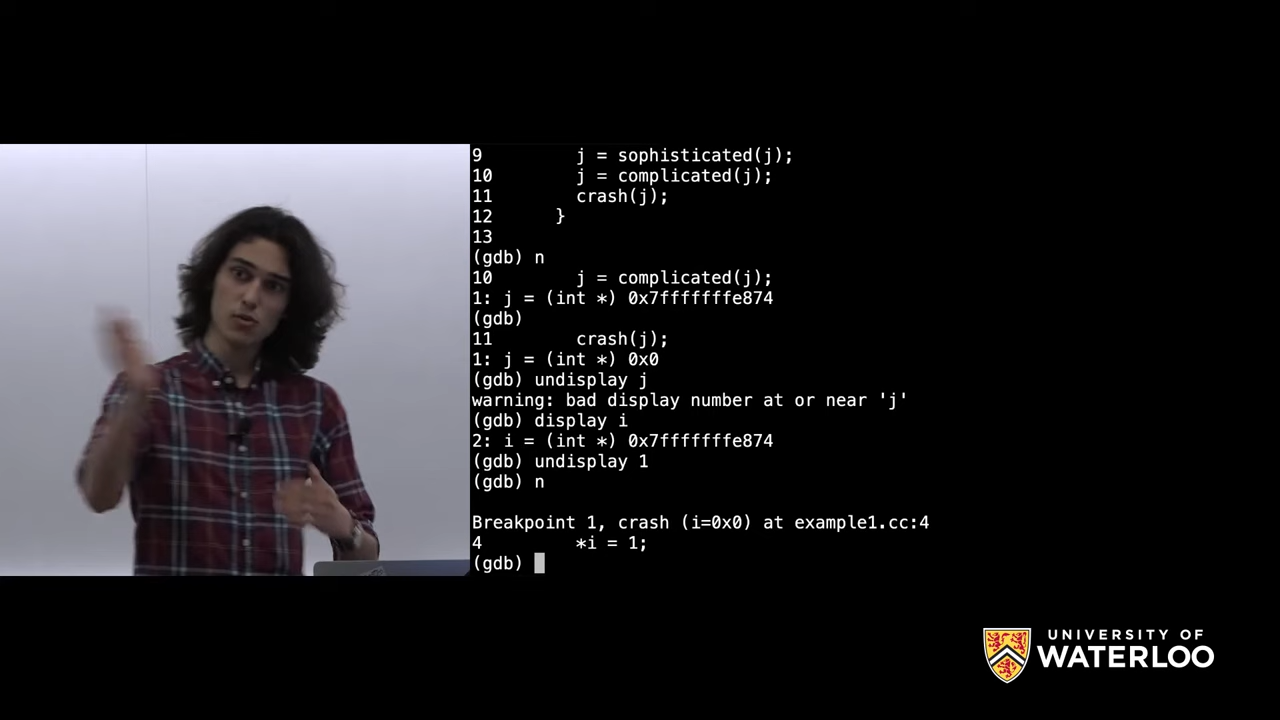 9        j = sophisticated(j);
10        j = complicated(j);
11        crash(j);
12      }
13
(gdb) n
10        j = complicated(j);
1: j = (int *) 0x7fffffffe874
(gdb)
11        crash(j);
1: j = (int *) 0x0
(gdb) undisplay j
warning: bad display number at or near 'j'
(gdb) display i
2: i = (int *) 0x7fffffffe874
(gdb) undisplay 1
(gdb) n
Breakpoint 1, crash (i=0x0) at example1.cc:4
4         *i = 1;
(gdb)
UNIVERSITY OF
WATERLOO